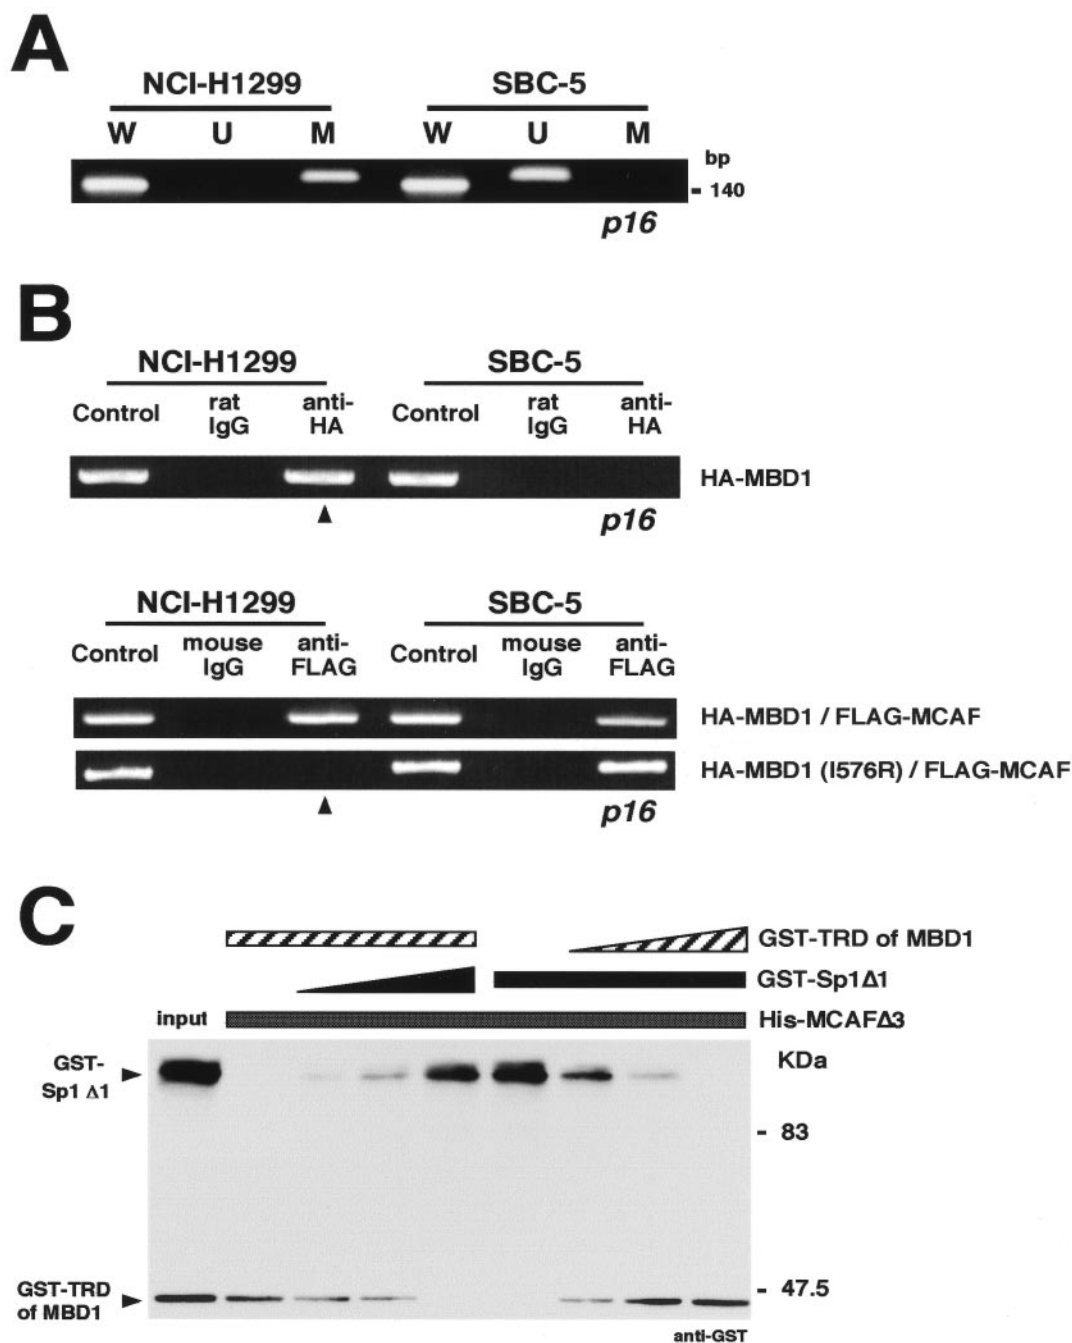 A
NCI-H1299 SBC-5
W U M W U M
bp
- 140
p16
B
NCI-H1299 SBC-5
Control rat IgG anti-HA Control rat IgG anti-HA
HA-MBD1
p16
NCI-H1299 SBC-5
Control mouse IgG anti-FLAG Control mouse IgG anti-FLAG
HA-MBD1 / FLAG-MCAF
HA-MBD1 (I576R) / FLAG-MCAF
p16
C
GST-TRD of MBD1
GST-Sp1Δ1
input His-MCAFΔ3
GST-
Sp1 Δ1
KDa
- 83
- 47.5
GST-TRD
of MBD1
anti-GST